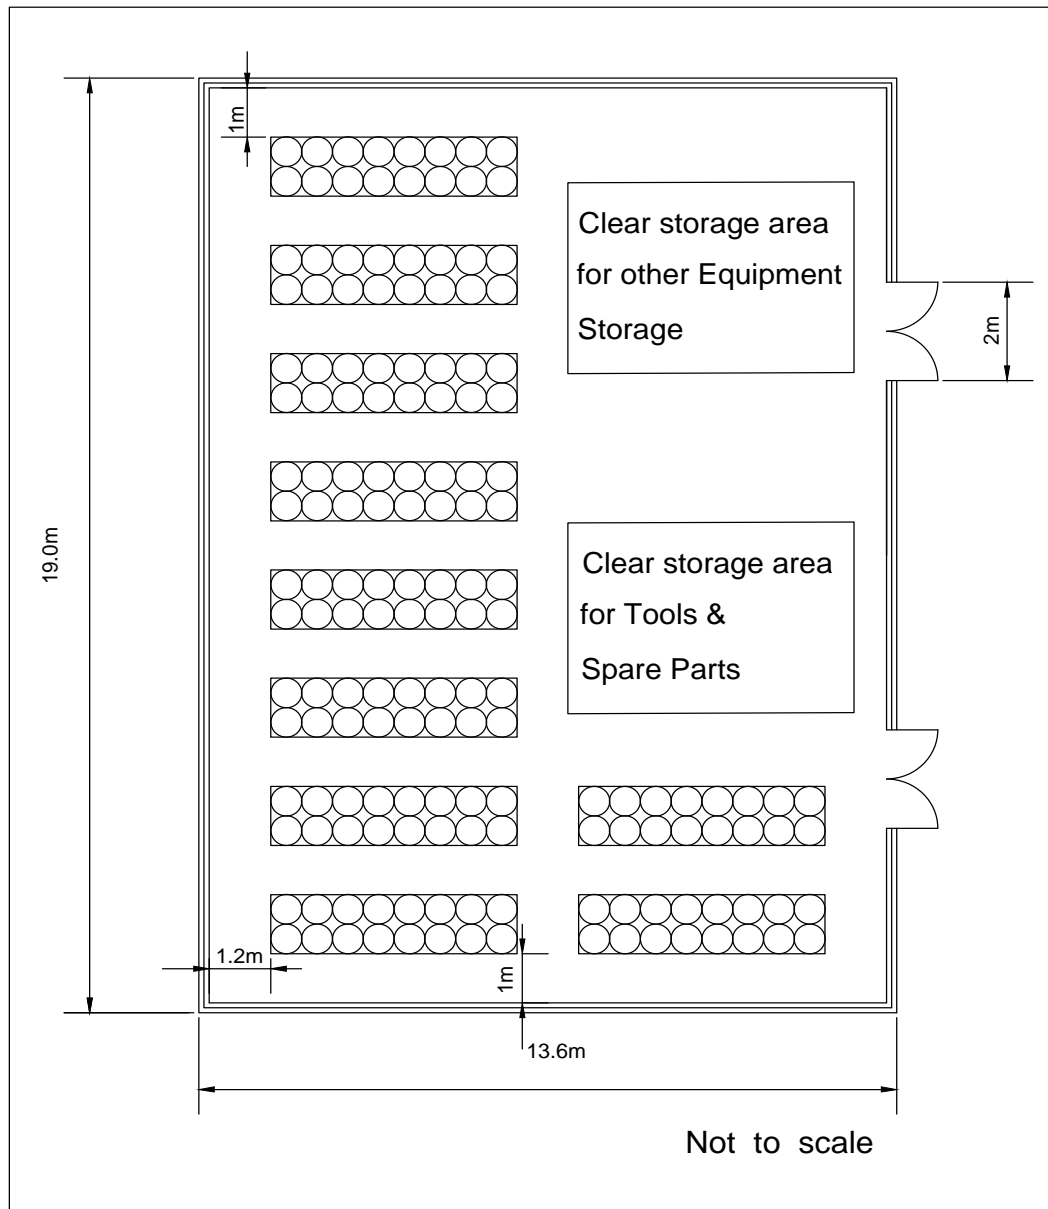 1m
Clear storage area
for other Equipment
Storage
2m
19.0m
Clear storage area
for Tools &
Spare Parts
1.2m
1m
13.6m
Not to scale